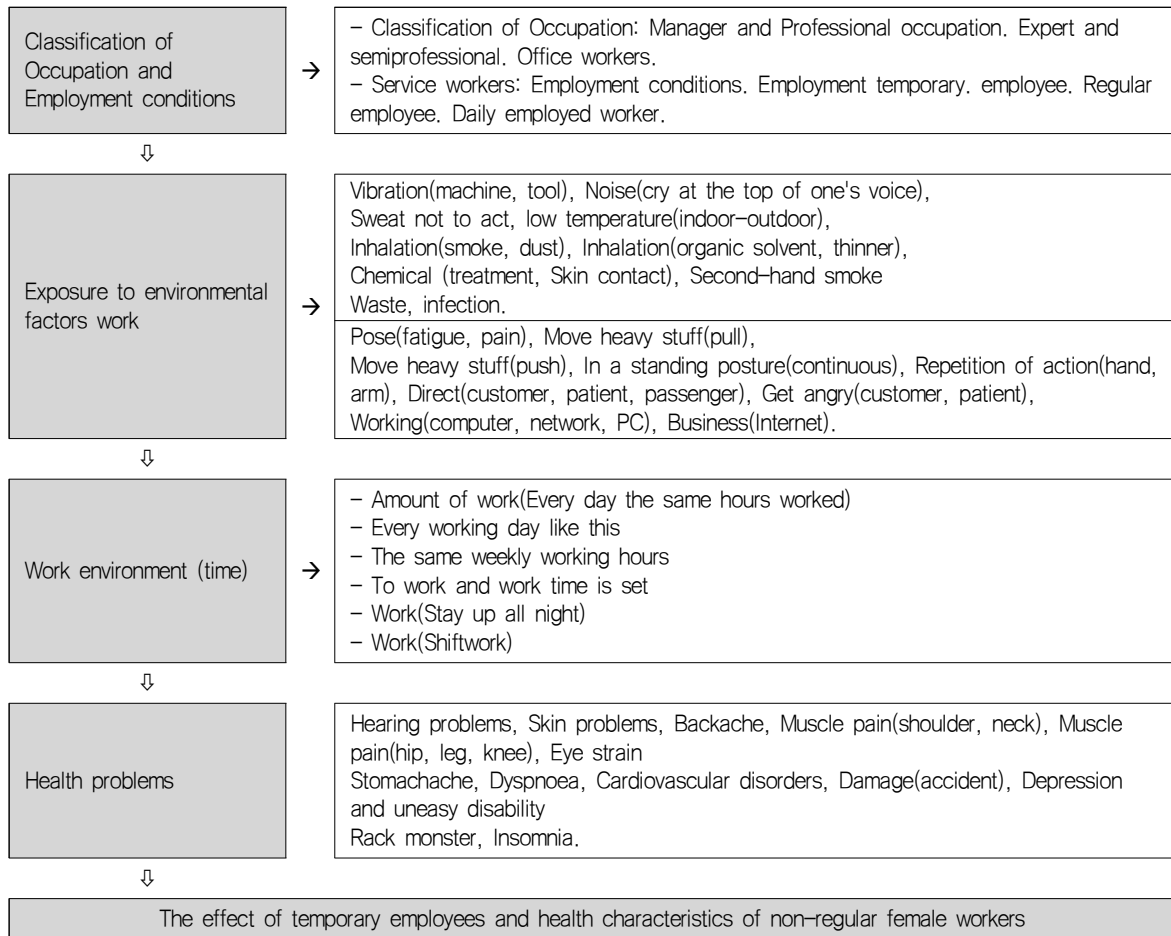 Classification of
Occupation and
Employment conditions
→
– Classification of Occupation: Manager and Professional occupation. Expert and
semiprofessional. Office workers.
– Service workers: Employment conditions. Employment temporary. employee. Regular
employee. Daily employed worker.
⇩
Exposure to environmental
factors work
→
Vibration(machine, tool), Noise(cry at the top of one's voice),
Sweat not to act, low temperature(indoor–outdoor),
Inhalation(smoke, dust), Inhalation(organic solvent, thinner),
Chemical (treatment, Skin contact), Second–hand smoke
Waste, infection.
Pose(fatigue, pain), Move heavy stuff(pull),
Move heavy stuff(push), In a standing posture(continuous), Repetition of action(hand,
arm), Direct(customer, patient, passenger), Get angry(customer, patient),
Working(computer, network, PC), Business(Internet).
⇩
Work environment (time)
→
– Amount of work(Every day the same hours worked)
– Every working day like this
– The same weekly working hours
– To work and work time is set
– Work(Stay up all night)
– Work(Shiftwork)
⇩
Health problems
Hearing problems, Skin problems, Backache, Muscle pain(shoulder, neck), Muscle
pain(hip, leg, knee), Eye strain
Stomachache, Dyspnoea, Cardiovascular disorders, Damage(accident), Depression
and uneasy disability
Rack monster, Insomnia.
⇩
The effect of temporary employees and health characteristics of non–regular female workers